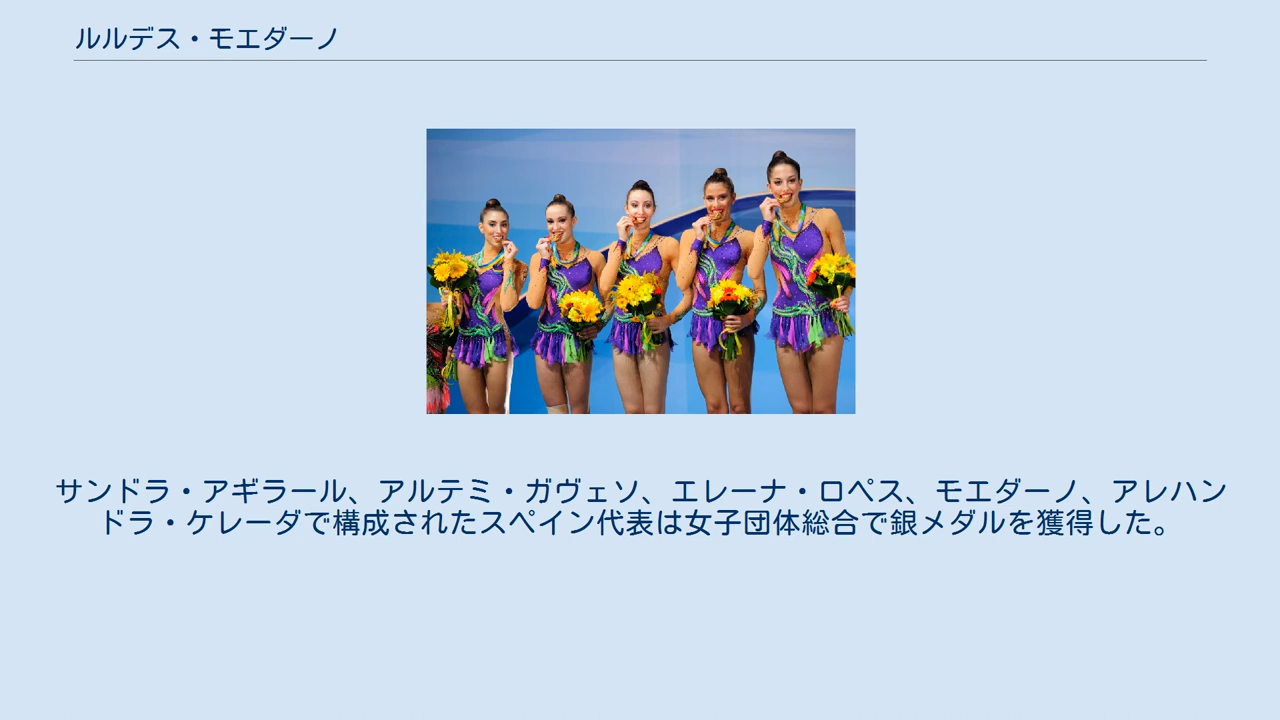 ルルデス・モエダーノ
サンドラ・アギラール、アルテミ・ガヴェソ、エレーナ・ロペス、モエダーノ、アレハン
ドラ・ケレーダで構成されたスペイン代表は女子団体総合で銀メダルを獲得した。